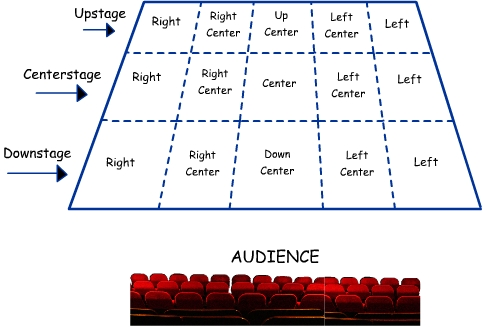 Upstage
Right
Right
Center
Up
Center
Left
Center
Left
Centerstage
Right
Right
Center
Center
Left
Center
Left
Downstage
Right
Right
Center
Down
Center
Left
Center
Left
AUDIENCE